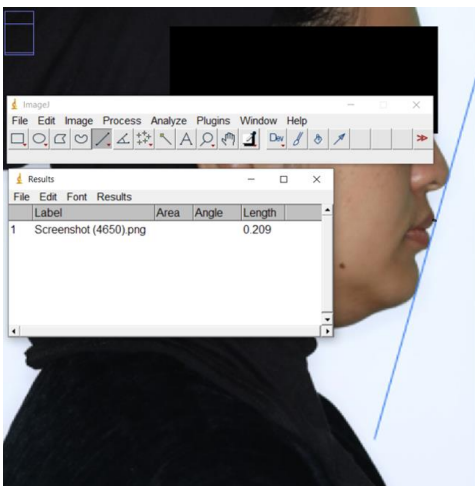 ImageJ
File Edit Image Process Analyze Plugins Window Help
A Dev
Results
File Edit Font Results
Label Area Angle Length
1 Screenshot (4650).png 0.209